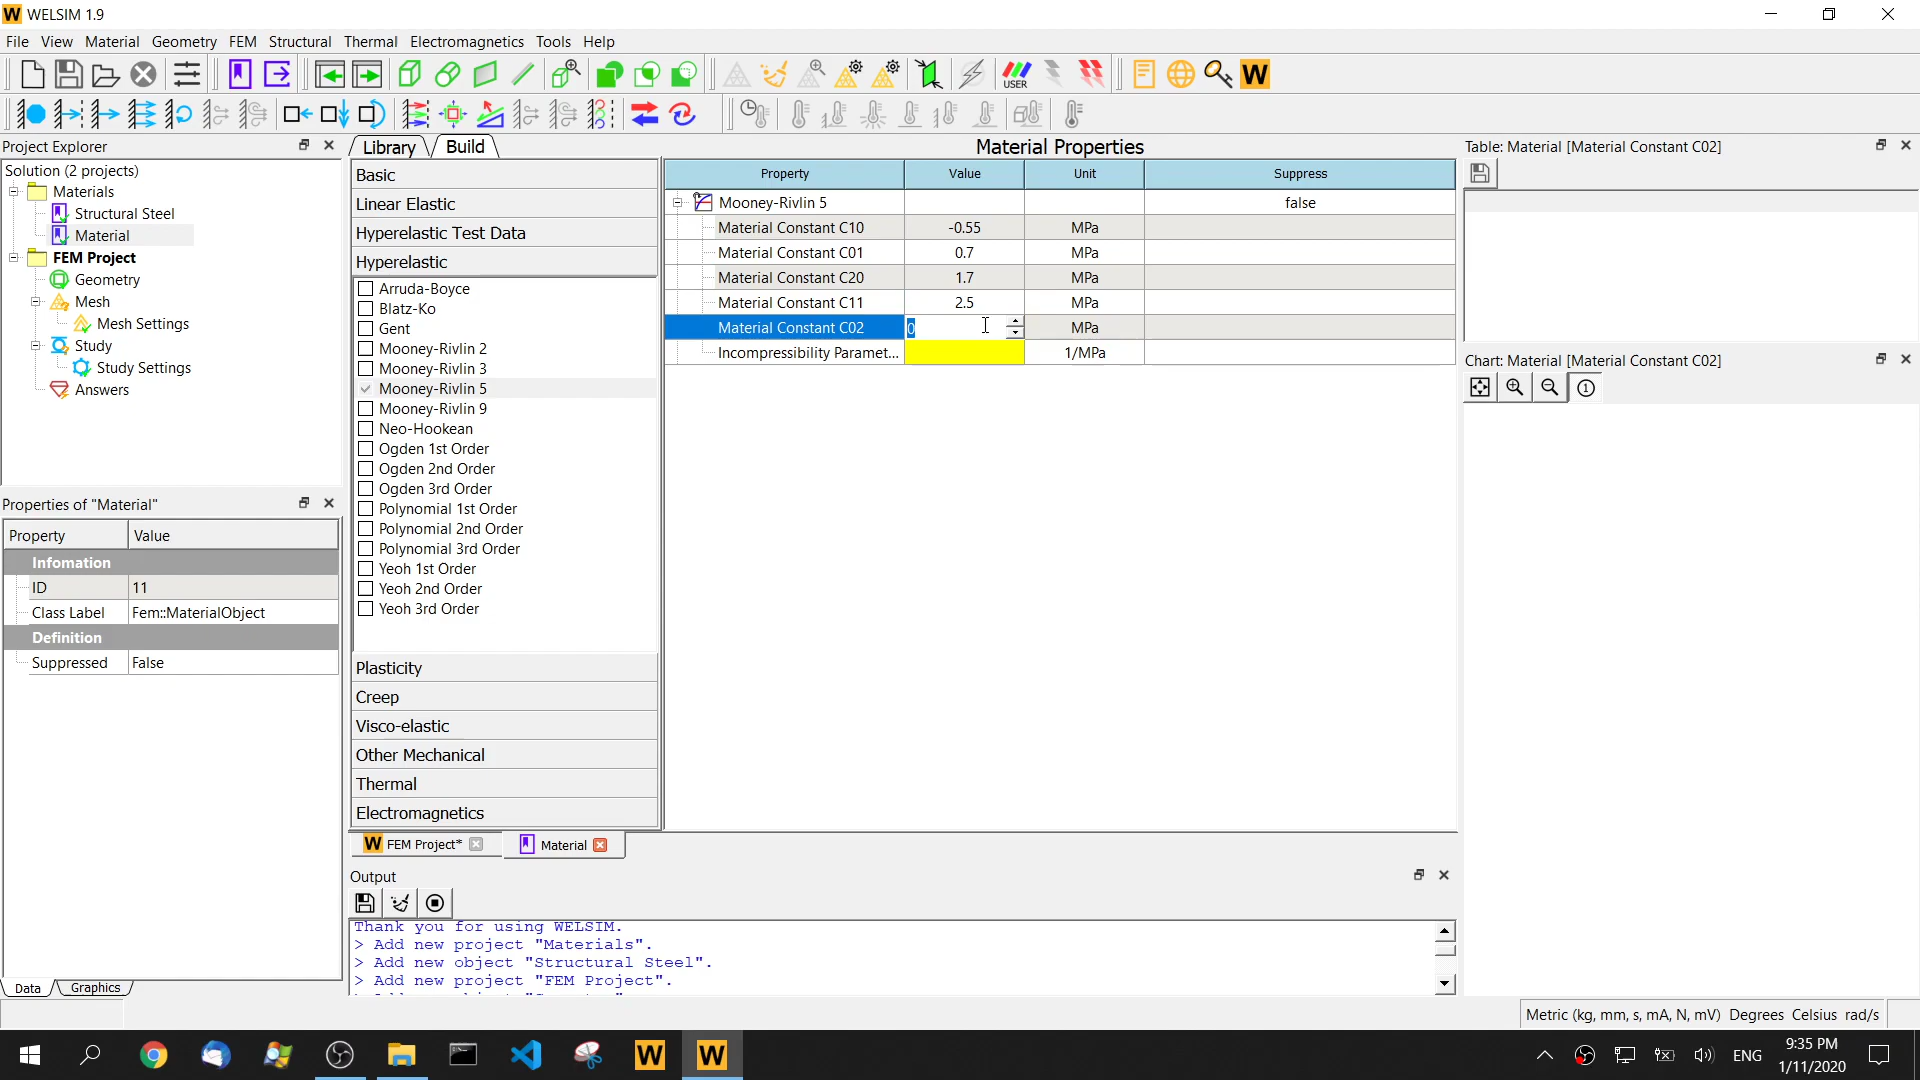 WELSIM 1.9
File View Material Geometry FEM Structural Thermal Electromagnetics Tools Help
USER
W
Project Explorer
Solution (2 projects)
Materials
Structural Steel
Material
FEM Project
Geometry
Mesh
Mesh Settings
Study
Study Settings
Answers
Properties of "Material"
Property Value
Infomation
ID 11
Class Label Fem::MaterialObject
Definition
Suppressed False
Data Graphics
Library Build
Basic
Linear Elastic
Hyperelastic Test Data
Hyperelastic
Arruda-Boyce
Blatz-Ko
Gent
Mooney-Rivlin 2
Mooney-Rivlin 3
Mooney-Rivlin 5
Mooney-Rivlin 9
Neo-Hookean
Ogden 1st Order
Ogden 2nd Order
Ogden 3rd Order
Polynomial 1st Order
Polynomial 2nd Order
Polynomial 3rd Order
Yeoh 1st Order
Yeoh 2nd Order
Yeoh 3rd Order
Plasticity
Creep
Visco-elastic
Other Mechanical
Thermal
Electromagnetics
Material Properties
Property Value Unit Suppress
Mooney-Rivlin 5 false
Material Constant C10 -0.55 MPa
Material Constant C01 0.7 MPa
Material Constant C20 1.7 MPa
Material Constant C11 2.5 MPa
Material Constant C02 0 MPa
Incompressibility Paramet... 1/MPa
FEM Project* Material
Output
Thank you for using WELSIM.
> Add new project "Materials".
> Add new object "Structural Steel".
> Add new project "FEM Project".
Table: Material [Material Constant C02]
Chart: Material [Material Constant C02]
Metric (kg, mm, s, mA, N, mV) Degrees Celsius rad/s
ENG
9:35 PM
1/11/2020